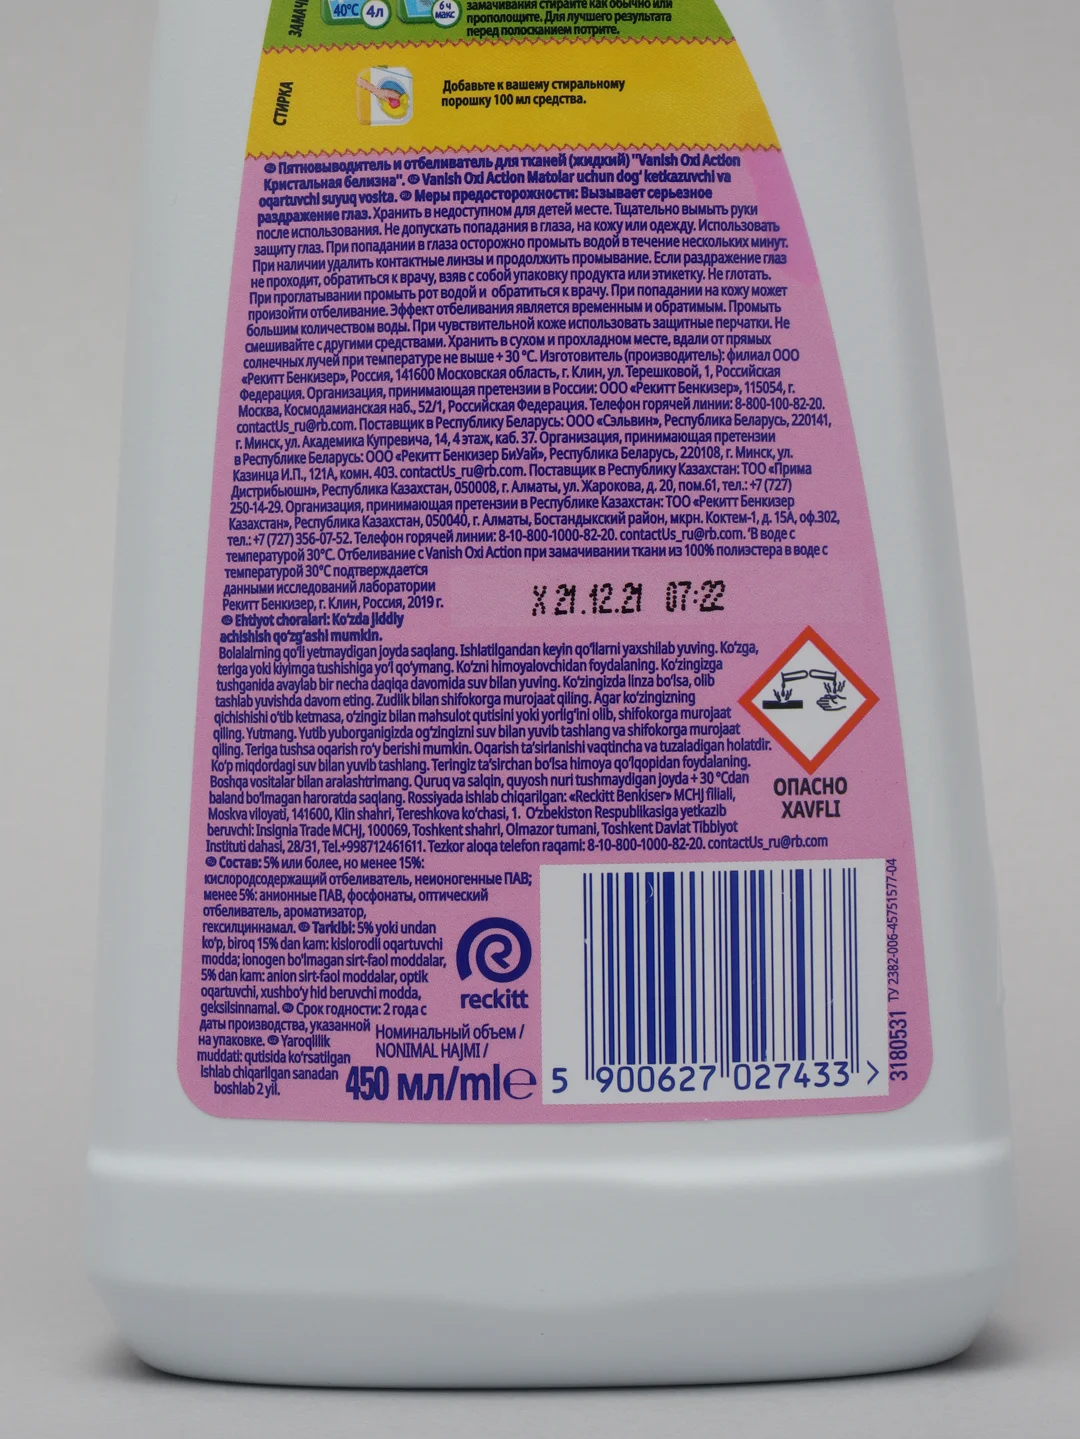 ЗАМАЧ
40°C
4л
6 ч
макс
замачивания стирайте как обычно или
прополощите. Для лучшего результата
перед полосканием потрите.
СТИРКА
Добавьте к вашему стиральному
порошку 100 мл средства.
Пятновыводитель и отбеливатель для тканей (жидкий) "Vanish Oxi Action
Кристальная белизна". Vanish Oxi Action Matolar uchun dog‘ ketkazuvchi va
oqartuvchi suyuq vosita. Меры предосторожности: Вызывает серьезное
раздражение глаз. Хранить в недоступном для детей месте. Тщательно вымыть руки
после использования. Не допускать попадания в глаза, на кожу или одежду. Использовать
защиту глаз. При попадании в глаза осторожно промыть водой в течение нескольких минут.
При наличии удалить контактные линзы и продолжить промывание. Если раздражение глаз
не проходит, обратиться к врачу, взяв с собой упаковку продукта или этикетку. Не глотать.
При проглатывании промыть рот водой и обратиться к врачу. При попадании на кожу может
произойти отбеливание. Эффект отбеливания является временным и обратимым. Промыть
большим количеством воды. При чувствительной коже использовать защитные перчатки. Не
смешивайте с другими средствами. Хранить в сухом и прохладном месте, вдали от прямых
солнечных лучей при температуре не выше + 30 °C. Изготовитель (производитель): филиал ООО
«Рекитт Бенкизер», Россия, 141600 Московская область, г. Клин, ул. Терешковой, 1, Российская
Федерация. Организация, принимающая претензии в России: ООО «Рекитт Бенкизер», 115054, г.
Москва, Космодамианская наб., 52/1, Российская Федерация. Телефон горячей линии: 8-800-100-82-20.
contactUs_ru@rb.com. Поставщик в Республику Беларусь: ООО «Сэльвин», Республика Беларусь, 220141,
г. Минск, ул. Академика Купревича, 14, 4 этаж, каб. 37. Организация, принимающая претензии
в Республике Беларусь: ООО «Рекитт Бенкизер БиУай», Республика Беларусь, 220108, г. Минск, ул.
Казинца И.П., 121А, комн. 403. contactUs_ru@rb.com. Поставщик в Республику Казахстан: ТОО «Прима
Дистрибьюшн», Республика Казахстан, 050008, г. Алматы, ул. Жарокова, д. 20, пом.61, тел.: +7 (727)
250-14-29. Организация, принимающая претензии в Республике Казахстан: ТОО «Рекитт Бенкизер
Казахстан», Республика Казахстан, 050040, г. Алматы, Бостандыкский район, мкрн. Коктем-1, д. 15А, оф.302,
тел.: +7 (727) 356-07-52. Телефон горячей линии: 8-10-800-1000-82-20. contactUs_ru@rb.com. ¹В воде с
температурой 30°C. Отбеливание с Vanish Oxi Action при замачивании ткани из 100% полиэстера в воде с
температурой 30°C подтверждается
данными исследований лаборатории
Рекитт Бенкизер, г. Клин, Россия, 2019 г.
X 21.12.21 07:22
Ehtiyot choralari: Ko‘zda jiddiy
achishish qo‘zg‘ashi mumkin.
Bolalalrning qo‘li yetmaydigan joyda saqlang. Ishlatilgandan keyin qo‘llarni yaxshilab yuving. Ko‘zga,
teriga yoki kiyimga tushishiga yo‘l qo‘ymang. Ko‘zni himoyalovchidan foydalaning. Ko‘zingizga
tushganida avaylab bir necha daqiqa davomida suv bilan yuving. Ko‘zingizda linza bo‘lsa, olib
tashlab yuvishda davom eting. Zudlik bilan shifokorga murojaat qiling. Agar ko‘zingizning
qichishishi o‘tib ketmasa, o‘zingiz bilan mahsulot qutisini yoki yorlig‘ini olib, shifokorga murojaat
qiling. Yutmang. Yutib yuborganigizda og‘zingizni suv bilan yuvib tashlang va shifokorga murojaat
qiling. Teriga tushsa oqarish ro‘y berishi mumkin. Oqarish ta’sirlanishi vaqtincha va tuzaladigan holatdir.
Ko‘p miqdordagi suv bilan yuvib tashlang. Teringiz ta’sirchan bo‘lsa himoya qo‘lqopidan foydalaning.
Boshqa vositalar bilan aralashtrimang. Quruq va salqin, quyosh nuri tushmaydigan joyda + 30 °Cdan
baland bo‘lmagan haroratda saqlang. Rossiyada ishlab chiqarilgan: «Reckitt Benkiser» MCHJ filiali,
Moskva viloyati, 141600, Klin shahri, Tereshkova ko‘chasi, 1. O‘zbekiston Respublikasiga yetkazib
beruvchi: Insignia Trade MCHJ, 100069, Toshkent shahri, Olmazor tumani, Toshkent Davlat Tibbiyot
Instituti dahasi, 28/31, Tel.+998712461611. Tezkor aloqa telefon raqami: 8-10-800-1000-82-20. contactUs_ru@rb.com
ОПАСНО
XAVFLI
Состав: 5% или более, но менее 15%:
кислородсодержащий отбеливатель, неионогенные ПАВ;
менее 5%: анионные ПАВ, фосфонаты, оптический
отбеливатель, ароматизатор,
гексилциннамал. Tarkibi: 5% yoki undan
ko‘p, biroq 15% dan kam: kislorodli oqartuvchi
modda; ionogen bo‘lmagan sirt-faol moddalar,
5% dan kam: anion sirt-faol moddalar, optik
oqartuvchi, xushbo‘y hid beruvchi modda,
geksilsinnamal. Срок годности: 2 года с
даты производства, указанной
на упаковке. Yaroqlilik
muddati: qutisida ko‘rsatilgan
ishlab chiqarilgan sanadan
boshlab 2 yil.
reckitt
Номинальный объем /
NONIMAL HAJMI /
450 мл/ml℮
5 900627 027433 >
3180531 ТУ 2382-006-45751577-04